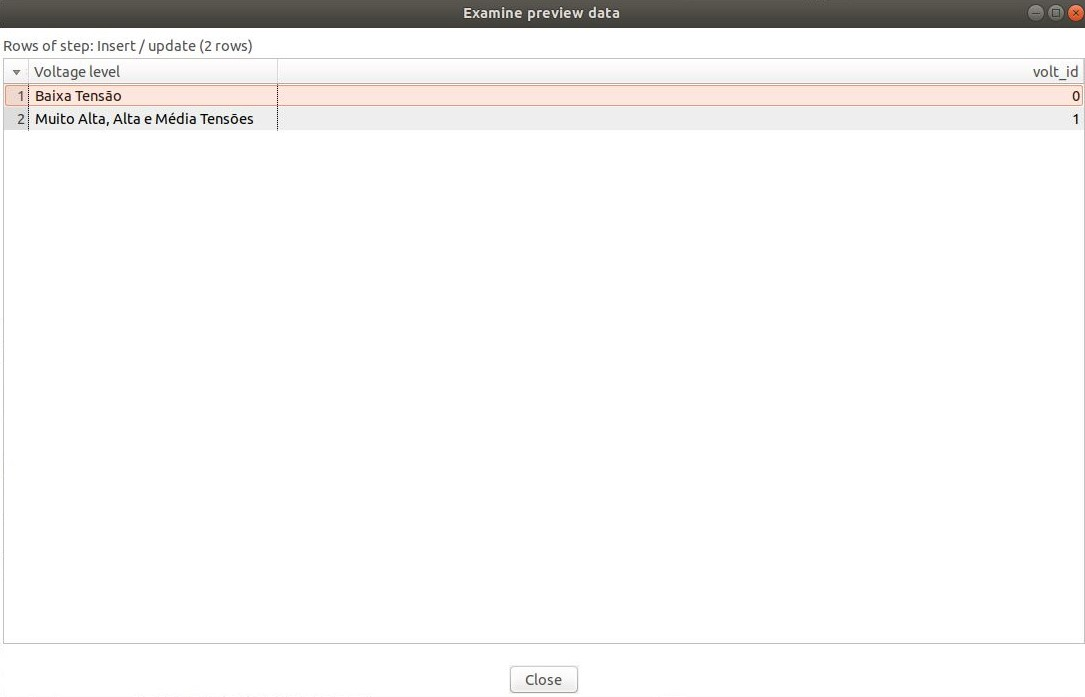 Examine preview data
Rows of step: Insert / update (2 rows)
Voltage level volt_id
1 Baixa Tensão 0
2 Muito Alta, Alta e Média Tensões 1
Close